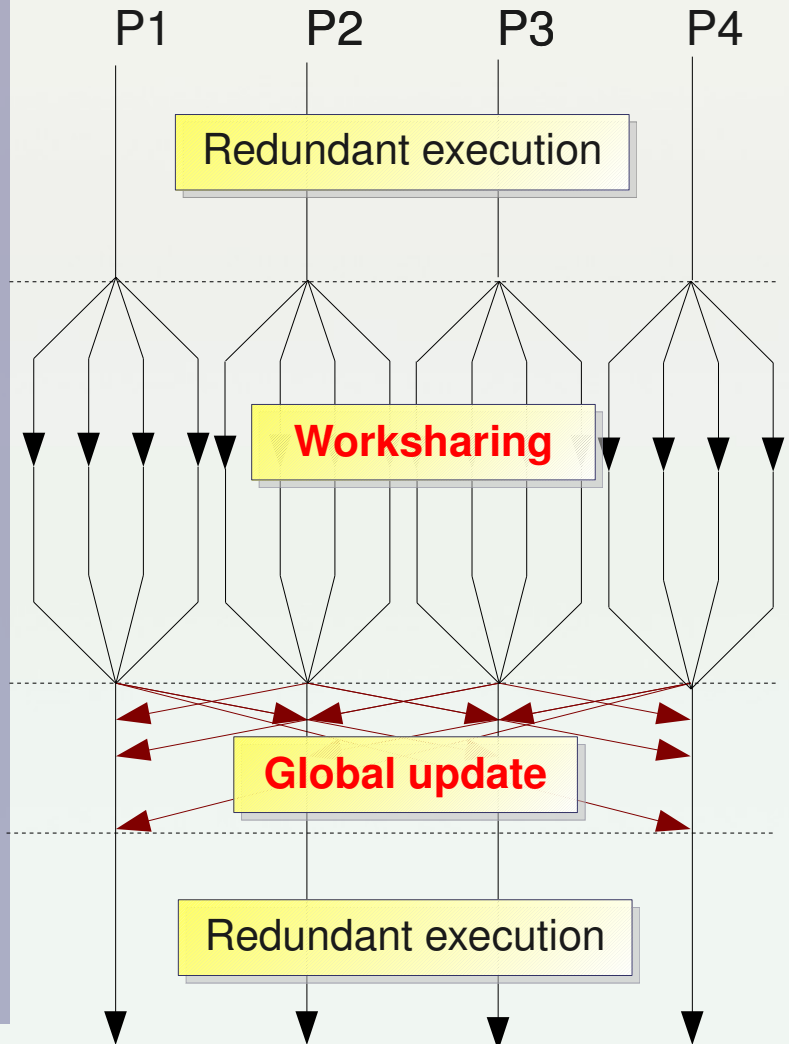 P1 P2 P3 P4
Redundant execution
Worksharing
Global update
Redundant execution